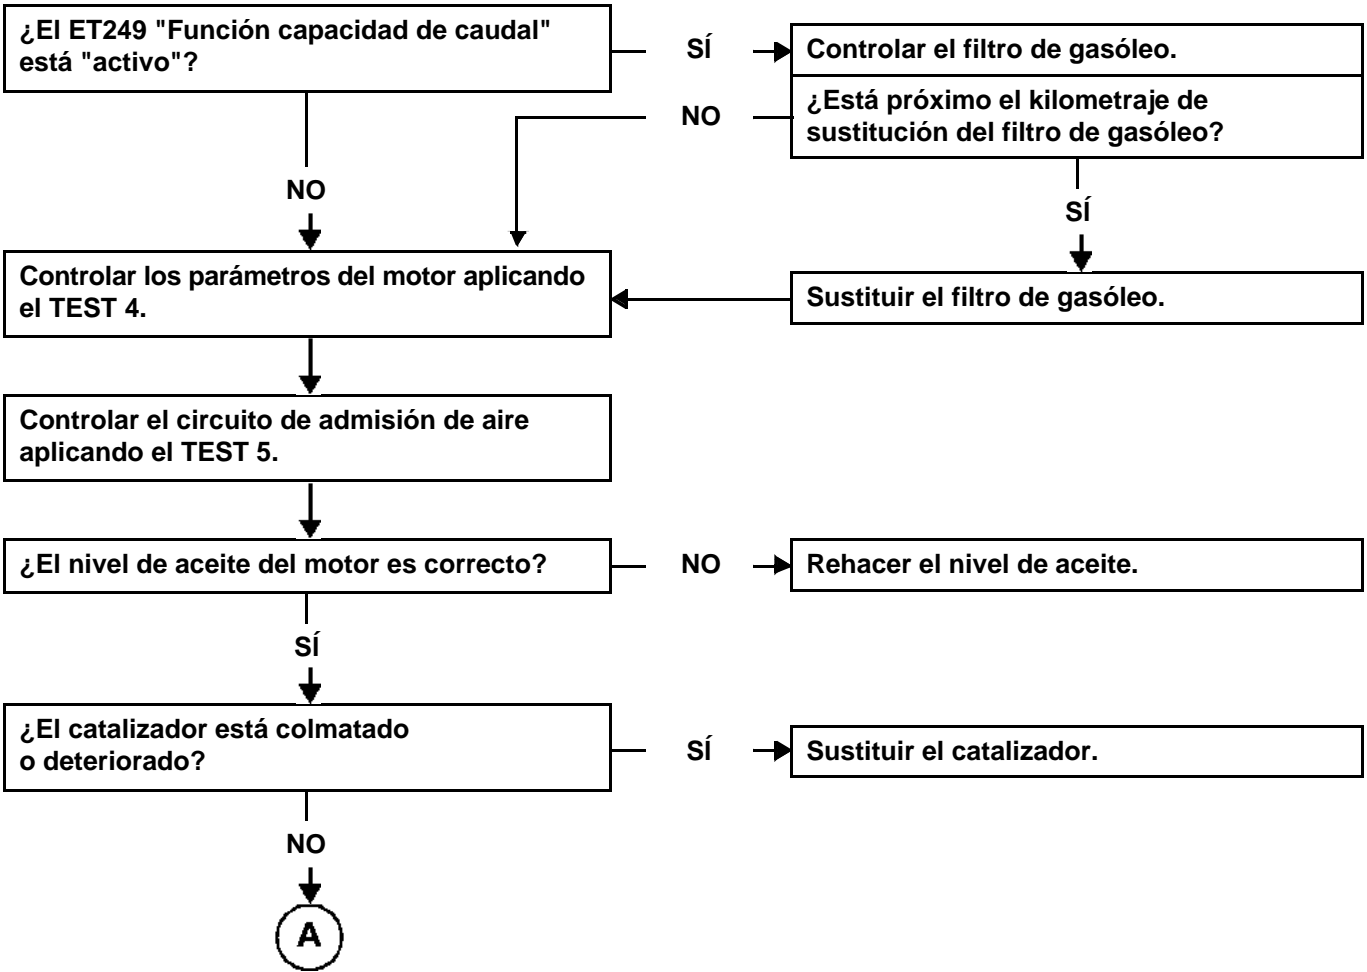 ¿El ET249 "Función capacidad de caudal"
está "activo"?
SÍ
Controlar el filtro de gasóleo.
¿Está próximo el kilometraje de
sustitución del filtro de gasóleo?
NO
NO
SÍ
Controlar los parámetros del motor aplicando
el TEST 4.
Sustituir el filtro de gasóleo.
Controlar el circuito de admisión de aire
aplicando el TEST 5.
¿El nivel de aceite del motor es correcto?
NO
Rehacer el nivel de aceite.
SÍ
¿El catalizador está colmatado
o deteriorado?
SÍ
Sustituir el catalizador.
NO
A